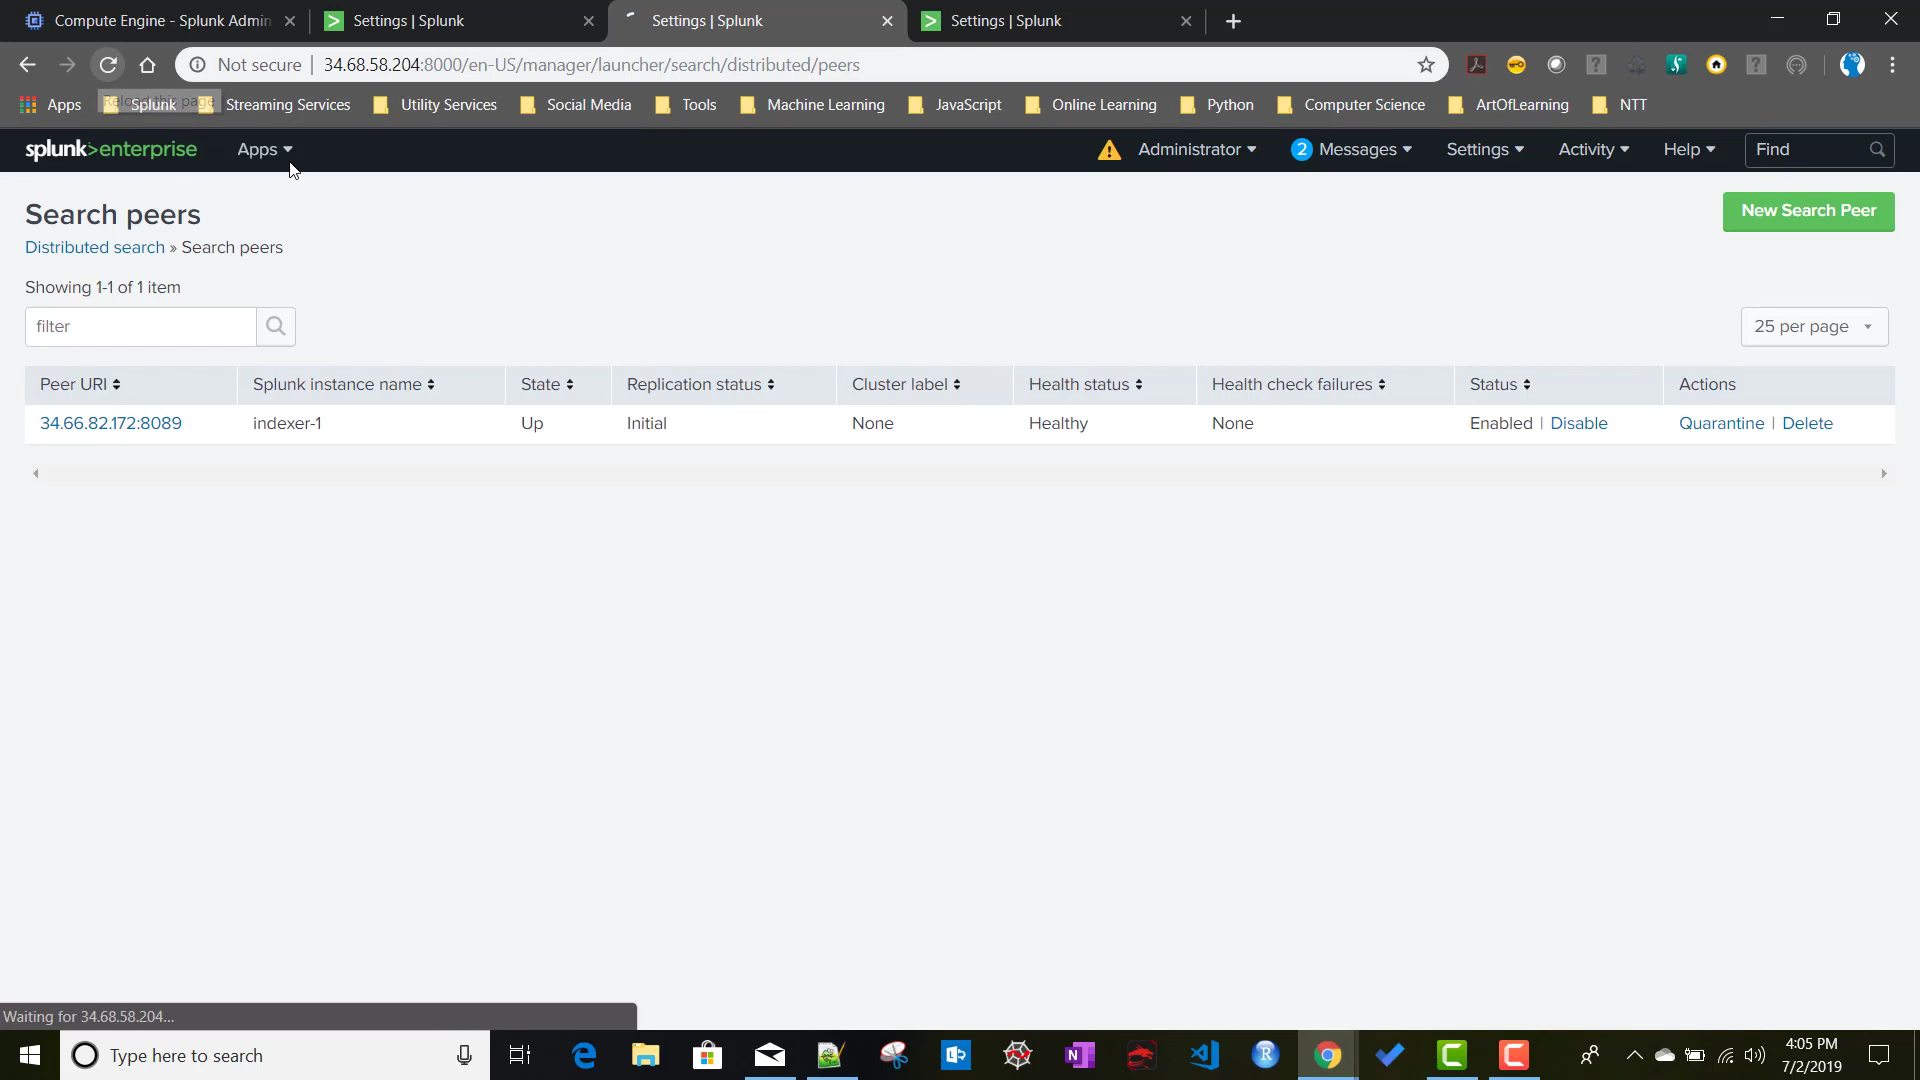 Compute Engine - Splunk Admin
Settings | Splunk
Settings | Splunk
Settings | Splunk
Not secure | 34.68.58.204:8000/en-US/manager/launcher/search/distributed/peers
Apps Splunk Streaming Services Utility Services Social Media Tools Machine Learning JavaScript Online Learning Python Computer Science ArtOfLearning NTT
Reload this page
splunk>enterprise Apps Administrator 2 Messages Settings Activity Help Find
Search peers
New Search Peer
Distributed search » Search peers
Showing 1-1 of 1 item
filter
25 per page
Peer URI Splunk instance name State Replication status Cluster label Health status Health check failures Status Actions
34.66.82.172:8089 indexer-1 Up Initial None Healthy None Enabled | Disable Quarantine | Delete
Waiting for 34.68.58.204...
Type here to search
4:05 PM
7/2/2019